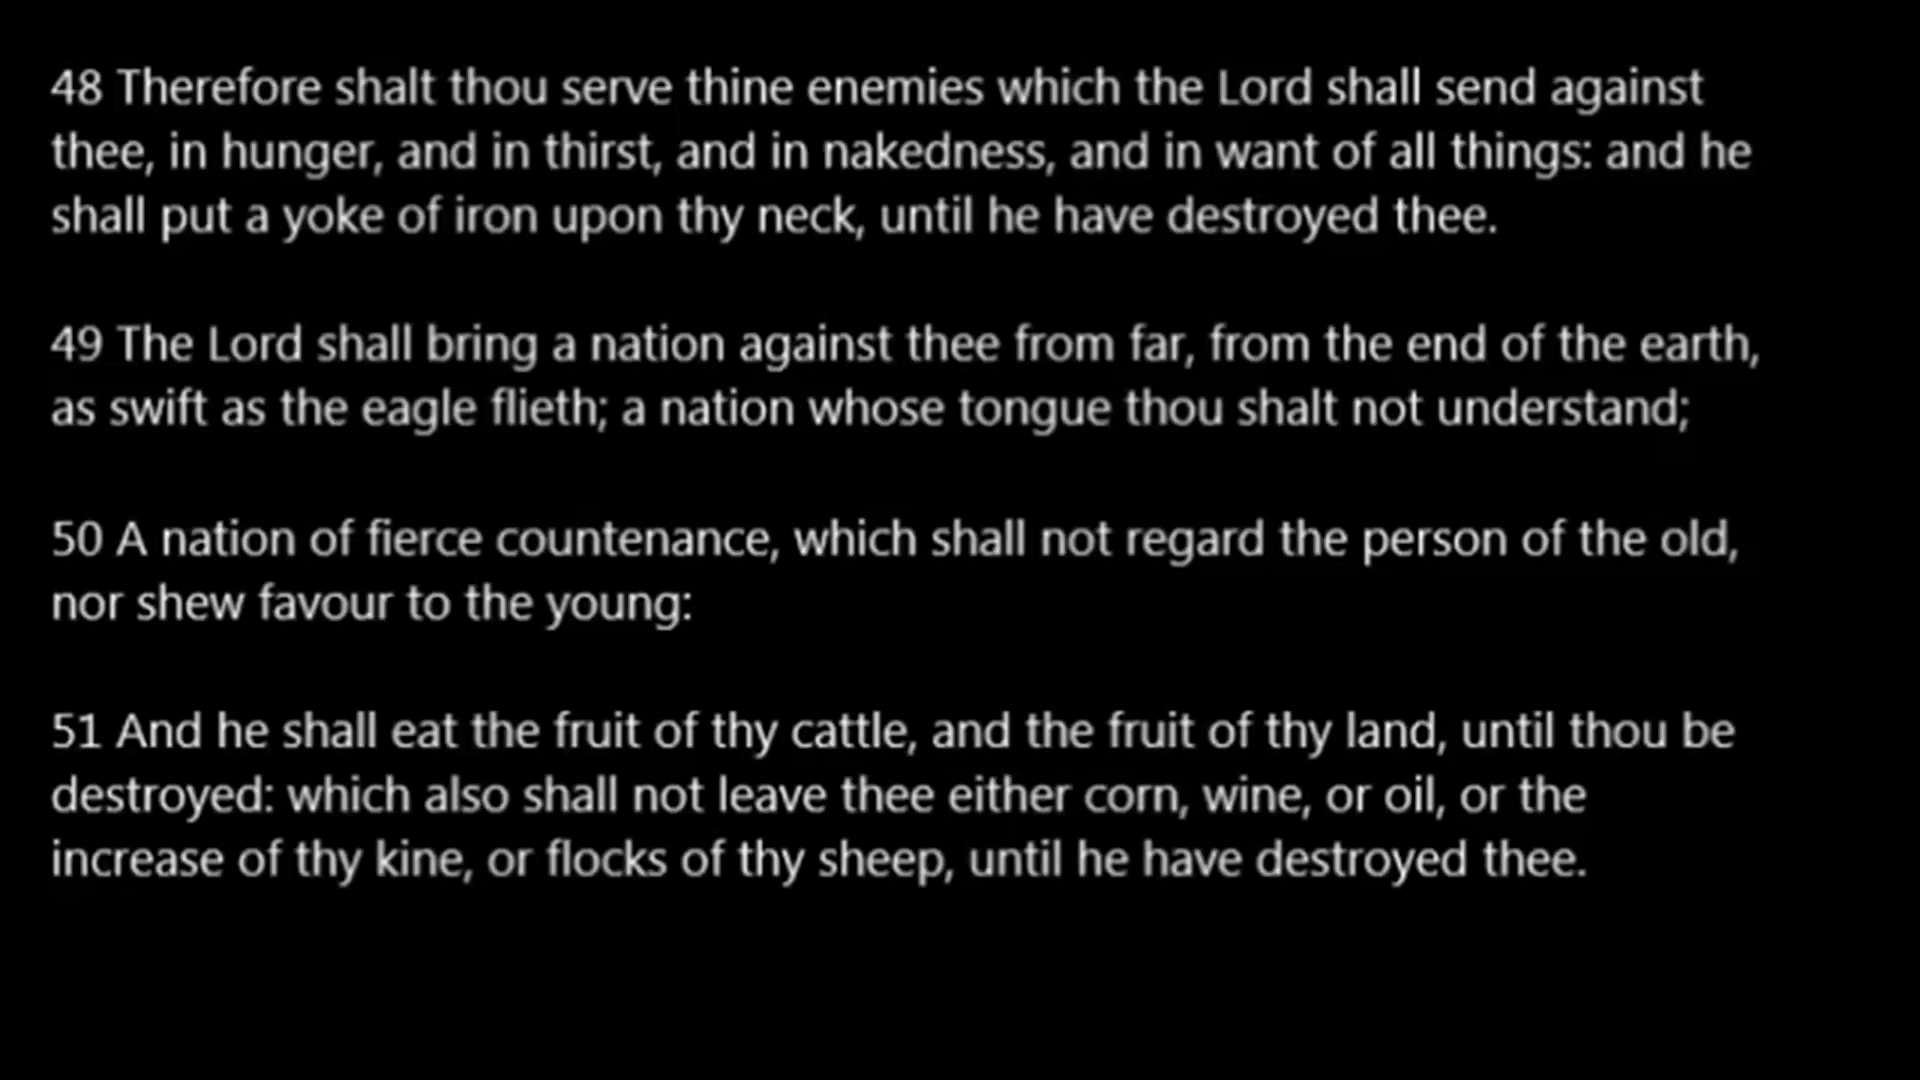 48 Therefore shalt thou serve thine enemies which the Lord shall send against
thee, in hunger, and in thirst, and in nakedness, and in want of all things: and he
shall put a yoke of iron upon thy neck, until he have destroyed thee.
49 The Lord shall bring a nation against thee from far, from the end of the earth,
as swift as the eagle flieth; a nation whose tongue thou shalt not understand;
50 A nation of fierce countenance, which shall not regard the person of the old,
nor shew favour to the young:
51 And he shall eat the fruit of thy cattle, and the fruit of thy land, until thou be
destroyed: which also shall not leave thee either corn, wine, or oil, or the
increase of thy kine, or flocks of thy sheep, until he have destroyed thee.